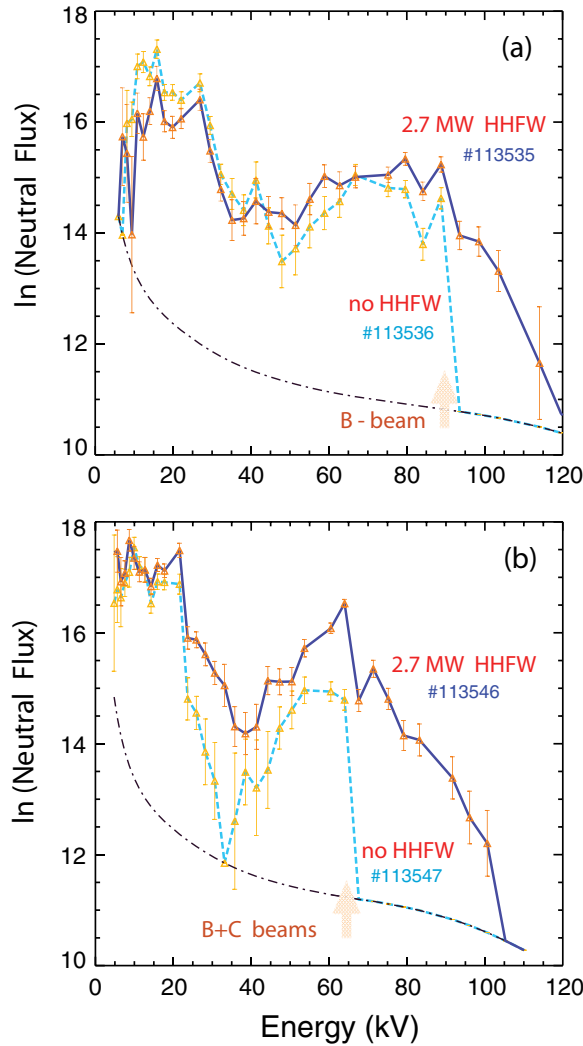 (a)
18
2.7 MW HHFW
#113535
16
ln (Neutral Flux)
14
no HHFW
#113536
12
B - beam
10
0 20 40 60 80 100 120
18
(b)
16
2.7 MW HHFW
#113546
ln (Neutral Flux)
14
no HHFW
#113547
12
B+C beams
10
0 20 40 60 80 100 120
Energy (kV)